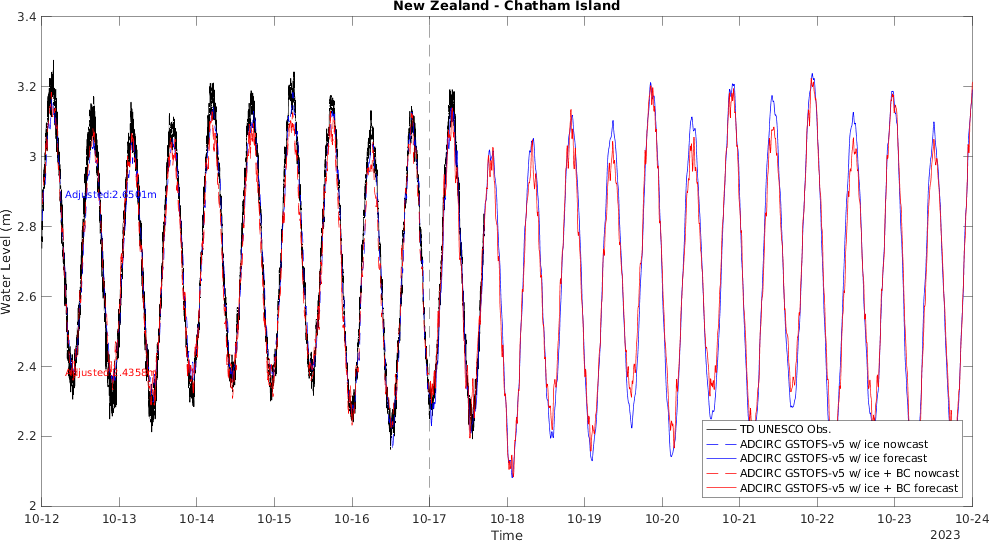 New Zealand - Chatham Island
3.4
3.2
3
2.8
2.6
2.4
2.2
2
Water Level (m)
Adjusted:2.6501m
TD UNESCO Obs.
ADCIRC GSTOFS-v5 w/ ice nowcast
ADCIRC GSTOFS-v5 w/ ice forecast
ADCIRC GSTOFS-v5 w/ ice + BC nowcast
ADCIRC GSTOFS-v5 w/ ice + BC forecast
10-12 10-13 10-14 10-15 10-16 10-17 10-18 10-19 10-20 10-21 10-22 10-23 10-24
Time
2023